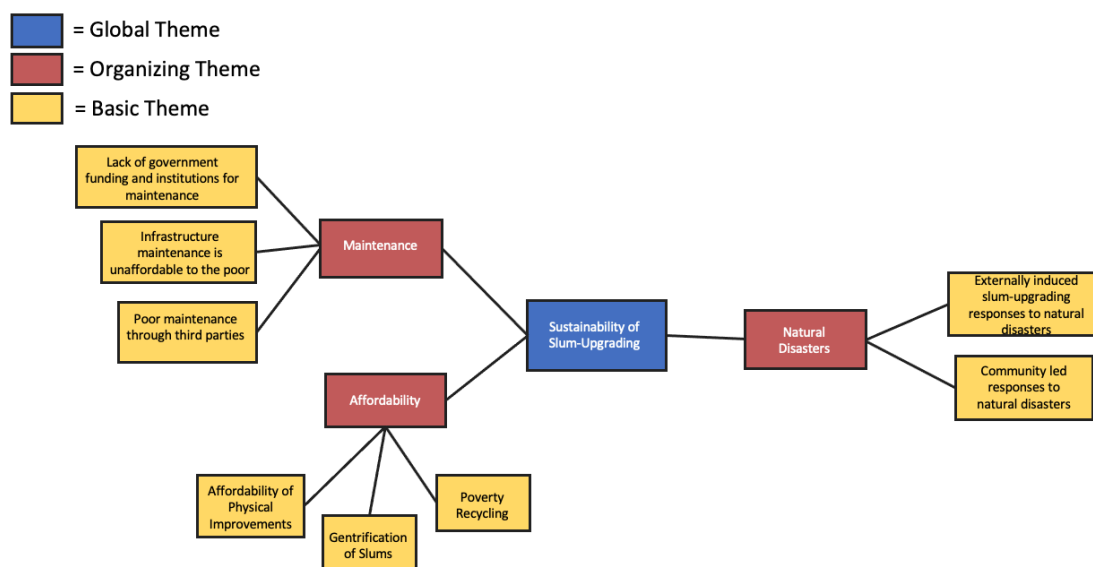 = Global Theme
= Organizing Theme
= Basic Theme
Lack of government
funding and institutions for
maintenance
Infrastructure
maintenance is
unaffordable to the poor
Poor maintenance
through third parties
Maintenance
Sustainability of
Slum-Upgrading
Natural
Disasters
Externally induced
slum-upgrading
responses to natural
disasters
Community led
responses to
natural disasters
Affordability
Affordability of
Physical
Improvements
Gentrification
of Slums
Poverty
Recycling